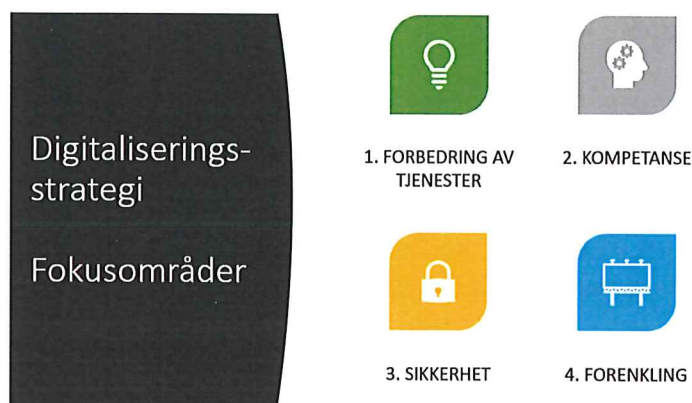 Digitaliserings-
strategi
Fokusområder
1. FORBEDRING AV
TJENESTER
2. KOMPETANSE
3. SIKKERHET
4. FORENKLING